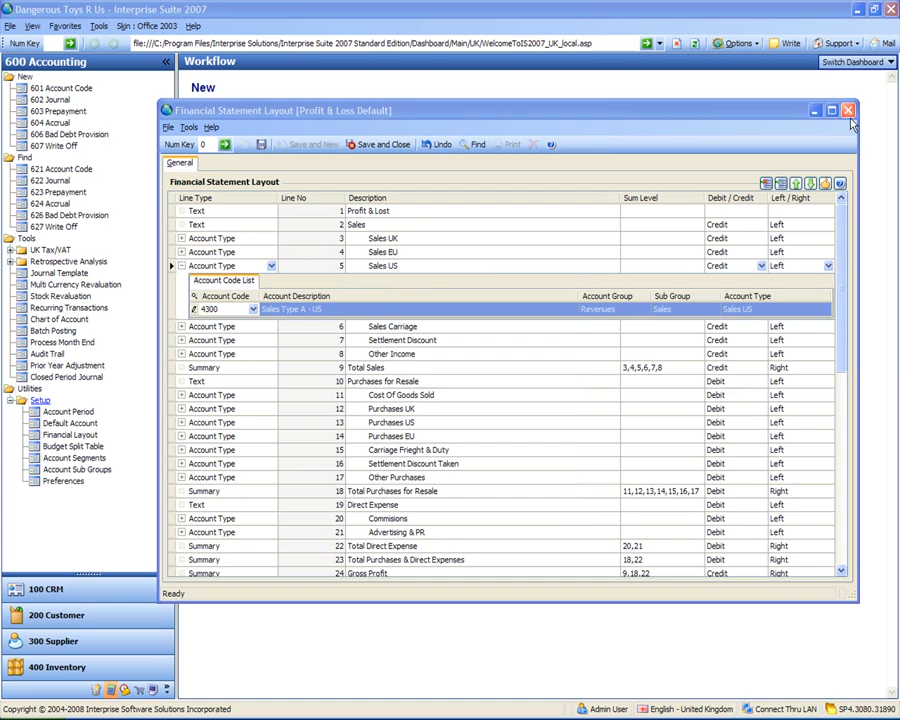 Dangerous Toys R Us - Interprise Suite 2007
File View Favorites Tools Skin : Office 2003 Help
Num Key file:///C:/Program Files/Interprise Solutions/Interprise Suite 2007 Standard Edition/Dashboard/Main/UK/WelcomeToIS2007_UK_local.asp Options Write Support Mail
600 Accounting «
Workflow Switch Dashboard
New
New
601 Account Code
602 Journal
603 Prepayment
604 Accrual
606 Bad Debt Provision
607 Write Off
Find
621 Account Code
622 Journal
623 Prepayment
624 Accrual
626 Bad Debt Provision
627 Write Off
Tools
UK Tax/VAT
Retrospective Analysis
Journal Template
Multi Currency Revaluation
Stock Revaluation
Recurring Transactions
Chart of Account
Batch Posting
Process Month End
Audit Trail
Prior Year Adjustment
Closed Period Journal
Utilities
Setup
Account Period
Default Account
Financial Layout
Budget Split Table
Account Segments
Account Sub Groups
Preferences
100 CRM
200 Customer
300 Supplier
400 Inventory
Financial Statement Layout [Profit & Loss Default]
File Tools Help
Num Key 0 Save and New Save and Close Undo Find Print
General
Financial Statement Layout
Line Type Line No Description Sum Level Debit / Credit Left / Right
Text 1 Profit & Lost
Text 2 Sales Credit Left
Account Type 3 Sales UK Credit Left
Account Type 4 Sales EU Credit Left
Account Type 5 Sales US Credit Left
Account Code List
Account Code Account Description Account Group Sub Group Account Type
4300 Sales Type A - US Revenues Sales Sales US
Account Type 6 Sales Carriage Credit Left
Account Type 7 Settlement Discount Credit Left
Account Type 8 Other Income Credit Left
Summary 9 Total Sales 3,4,5,6,7,8 Credit Right
Text 10 Purchases for Resale Debit Left
Account Type 11 Cost Of Goods Sold Debit Left
Account Type 12 Purchases UK Debit Left
Account Type 13 Purchases US Debit Left
Account Type 14 Purchases EU Debit Left
Account Type 15 Carriage Frieght & Duty Debit Left
Account Type 16 Settlement Discount Taken Debit Left
Account Type 17 Other Purchases Debit Left
Summary 18 Total Purchases for Resale 11,12,13,14,15,16,17 Debit Right
Text 19 Direct Expense Debit Left
Account Type 20 Commisions Debit Left
Account Type 21 Advertising & PR Debit Left
Summary 22 Total Direct Expense 20,21 Debit Right
Summary 23 Total Purchases & Direct Expenses 18,22 Debit Right
Summary 24 Gross Profit 9,18,22 Credit Right
Ready
Copyright © 2004-2008 Interprise Software Solutions Incorporated Admin User English - United Kingdom Connect Thru LAN SP4.3080.31890